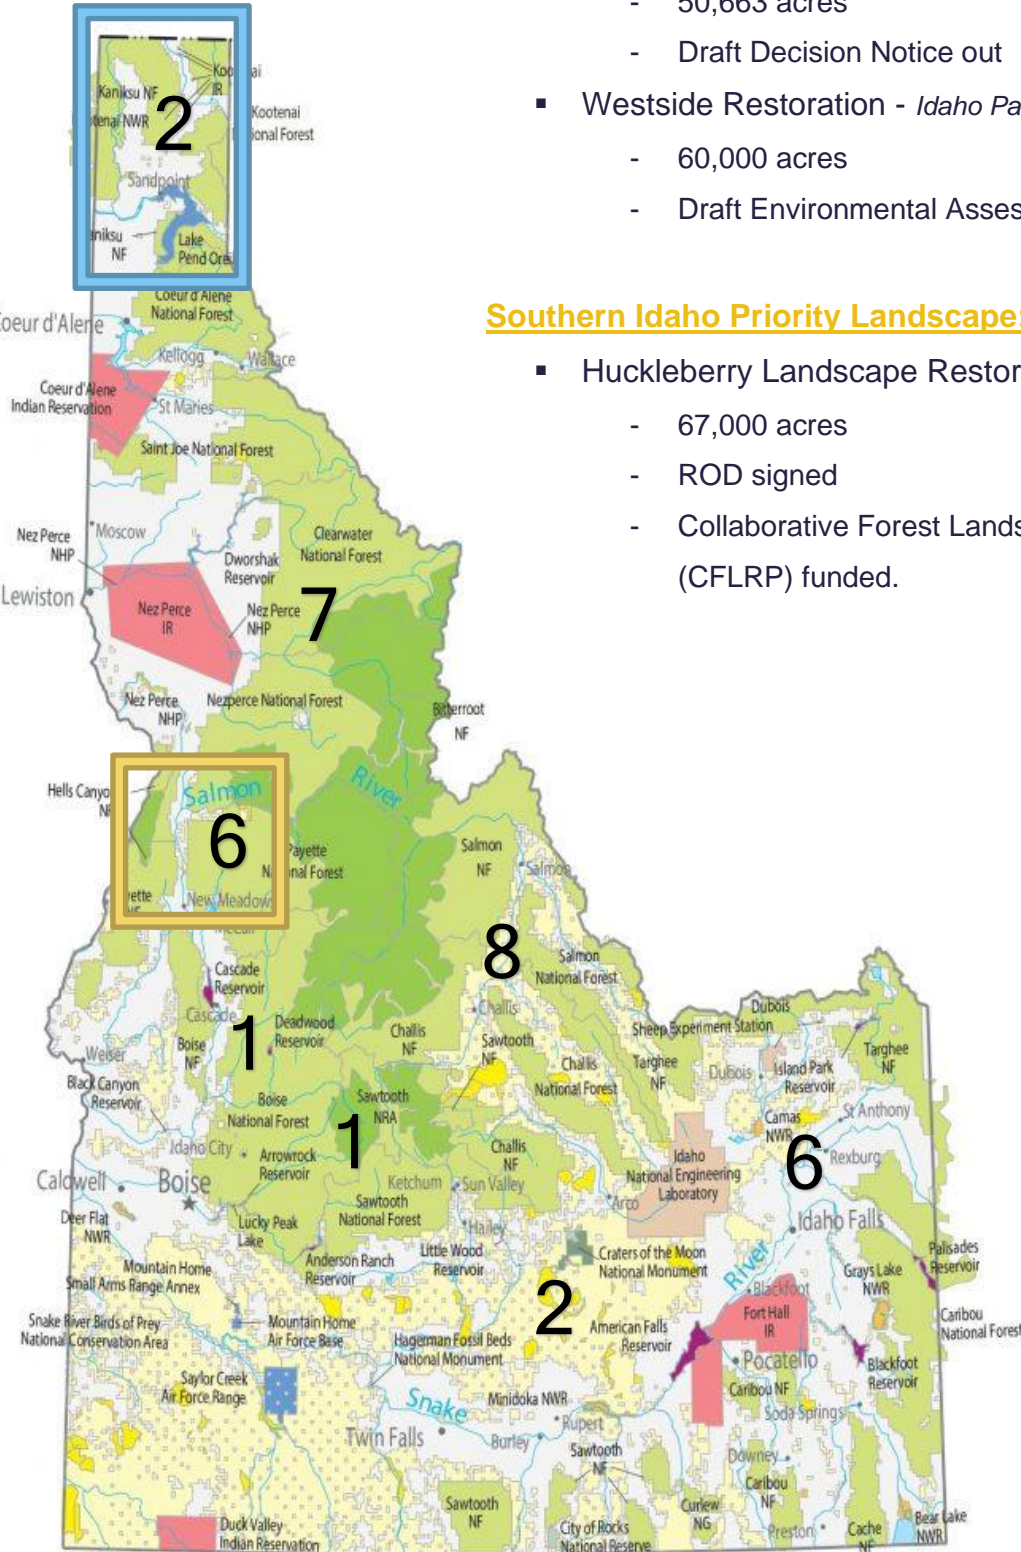 50,663 acres
- Draft Decision Notice out
▪ Westside Restoration - Idaho Pa
- 60,000 acres
- Draft Environmental Asses
Southern Idaho Priority Landscape:
▪ Huckleberry Landscape Restor
- 67,000 acres
- ROD signed
- Collaborative Forest Lands
(CFLRP) funded.
Kaniksu NF
IR
2
NWR
Kootenai
Forest
Sandpoint
NF
Lake
Pend
Coeur d'Alene
National Forest
Coeur d'Alene
Kellogg
Wallace
Coeur d'Alene
Indian Reservation
St Maries
Saint Joe National Forest
Moscow
Nez Perce
NHP
Clearwater
National Forest
Dworshak
Reservoir
Lewiston
Nez Perce
IR
Nez Perce
NHP
7
Nez Perce
NHP
Nezperce National Forest
Bitterroot
NF
Hells Canyo
Salmon
River
6
Payette
Forest
Salmon
NF
Salmon
New Meadow
8
Salmon
National Forest
Cascade
Reservoir
Cascade
Challis
1
Deadwood
Reservoir
Challis
NF
Boise
NF
Weiser
Black Canyon
Reservoir
Sawtooth
NF
Challis
National Forest
Dubois
Sheep Experiment Station
Targhee
NF
Dubois
Island Park
Reservoir
Targhee
NF
Boise
National Forest
Sawtooth
NRA
1
Camas
NWR
St Anthony
6
Rexburg
Idaho City
Arrowrock
Reservoir
Challis
NF
Idaho
National Engineering
Laboratory
Caldwell
Boise
Ketchum
Sun Valley
Arco
Deer Flat
NWR
Lucky Peak
Lake
Sawtooth
National Forest
Hailey
Idaho Falls
Mountain Home
Small Arms Range Annex
Anderson Ranch
Reservoir
Little Wood
Reservoir
Craters of the Moon
National Monument
River
Grays Lake
NWR
Palisades
Reservoir
2
Blackfoot
Fort Hall
IR
Caribou
National Forest
Snake River Birds of Prey
National Conservation Area
Mountain Home
Air Force Base
Hagerman Fossil Beds
National Monument
American Falls
Reservoir
Pocatello
Blackfoot
Reservoir
Saylor Creek
Air Force Range
Snake
Minidoka NWR
Caribou NF
Soda Springs
Twin Falls
Burley
Rupert
Sawtooth
NF
Downey
Caribou
NF
Sawtooth
NF
Curlew
NG
Preston
Cache
NF
Bear Lake
NWR
Duck Valley
Indian Reservation
City of Rocks
National Reserve